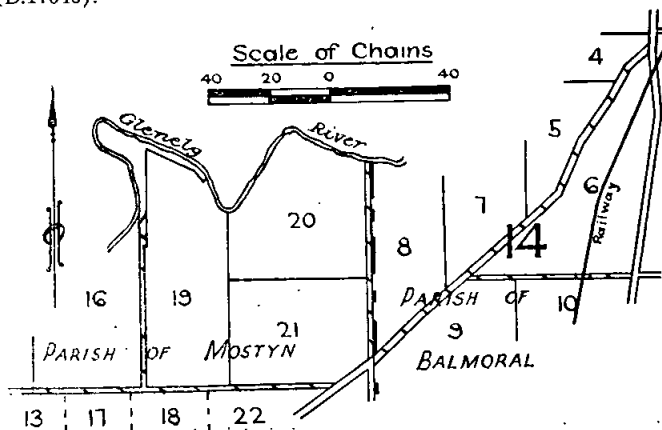 (D.17048).
Scale of Chains
40 20 0 40
4
Glenelg River
5
20
7
6
Railway
14
8
16
19
10
PARISH OF
21
9
PARISH OF MOSTYN
BALMORAL
13 17 18 22